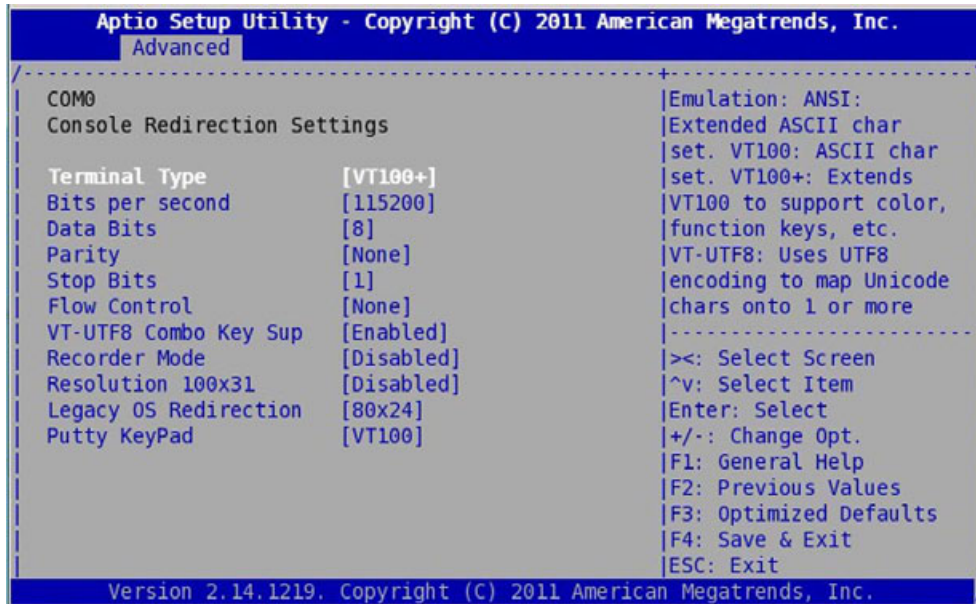 Aptio Setup Utility - Copyright (C) 2011 American Megatrends, Inc.
Advanced
/----------------------------------------------------+-------------------------
COM0
Console Redirection Settings
Terminal Type [VT100+]
Bits per second [115200]
Data Bits [8]
Parity [None]
Stop Bits [1]
Flow Control [None]
VT-UTF8 Combo Key Sup [Enabled]
Recorder Mode [Disabled]
Resolution 100x31 [Disabled]
Legacy OS Redirection [80x24]
Putty KeyPad [VT100]
|Emulation: ANSI:
|Extended ASCII char
|set. VT100: ASCII char
|set. VT100+: Extends
|VT100 to support color,
|function keys, etc.
|VT-UTF8: Uses UTF8
|encoding to map Unicode
|chars onto 1 or more
|-------------------------
|><: Select Screen
|^v: Select Item
|Enter: Select
|+/-: Change Opt.
|F1: General Help
|F2: Previous Values
|F3: Optimized Defaults
|F4: Save & Exit
|ESC: Exit
Version 2.14.1219. Copyright (C) 2011 American Megatrends, Inc.